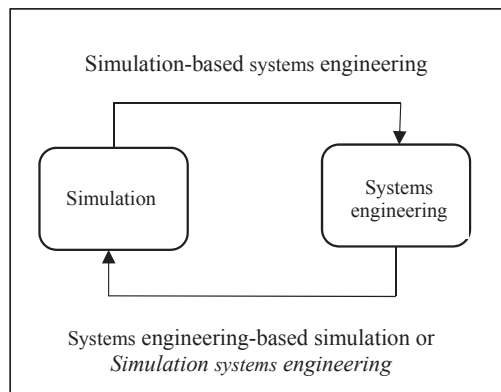 Simulation-based systems engineering
Simulation
Systems
engineering
Systems engineering-based simulation or
Simulation systems engineering